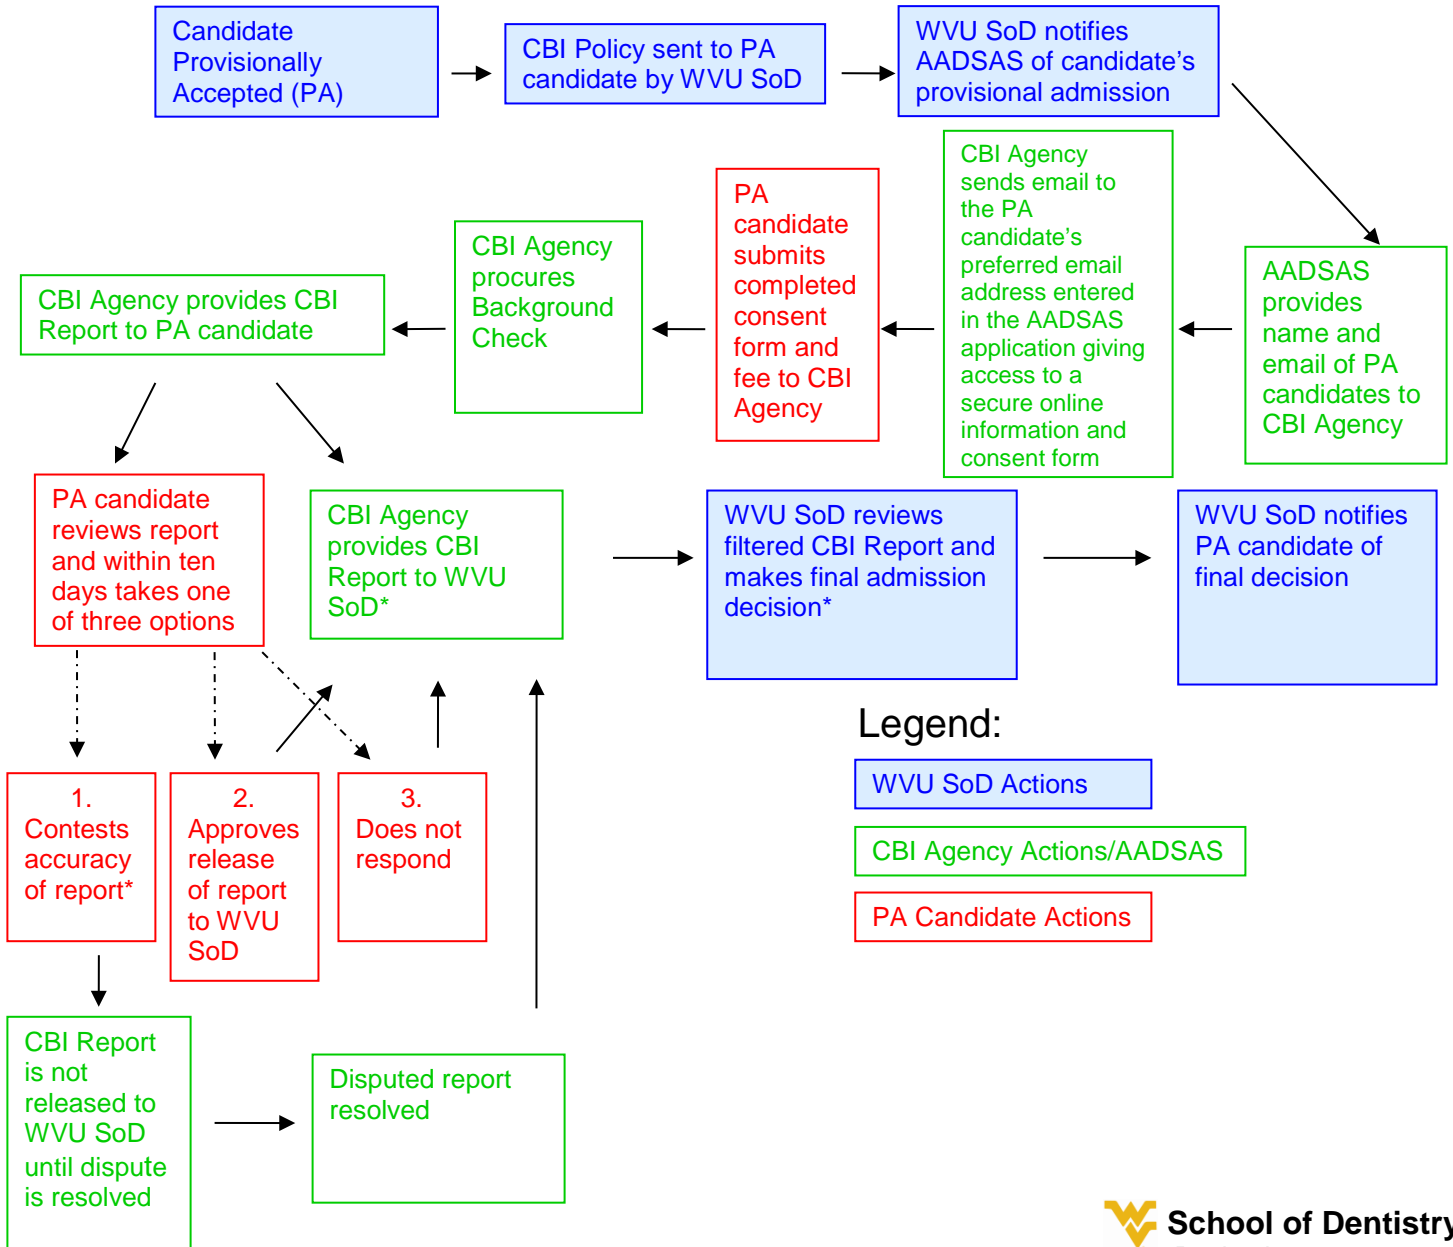 Candidate
Provisionally
Accepted (PA)
CBI Policy sent to PA
candidate by WVU SoD
WVU SoD notifies
AADSAS of candidate’s
provisional admission
AADSAS
provides
name and
email of PA
candidates to
CBI Agency
CBI Agency
sends email to
the PA
candidate’s
preferred email
address entered
in the AADSAS
application giving
access to a
secure online
information and
consent form
PA
candidate
submits
completed
consent
form and
fee to CBI
Agency
CBI Agency
procures
Background
Check
CBI Agency provides CBI
Report to PA candidate
PA candidate
reviews report
and within ten
days takes one
of three options
CBI Agency
provides CBI
Report to WVU
SoD*
WVU SoD reviews
filtered CBI Report and
makes final admission
decision*
WVU SoD notifies
PA candidate of
final decision
1.
Contests
accuracy
of report*
2.
Approves
release
of report
to WVU
SoD
3.
Does not
respond
CBI Report
is not
released to
WVU SoD
until dispute
is resolved
Disputed report
resolved
Legend:
WVU SoD Actions
CBI Agency Actions/AADSAS
PA Candidate Actions
School of Dentistry